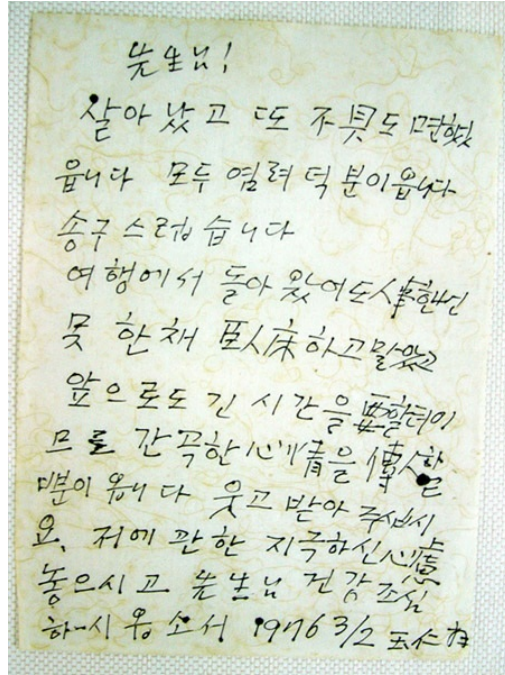 先生님!
살아났고 또 不具도 면했
읍니다 모두 염려 덕분이옵니다
송구스럽습니다
여행에서 돌아왔어도 人事한번
못한채 臥床하고 말았고
앞으로도 긴 시간을 要할터이
므로 간곡한 心情을 傳할
뿐이옵니다 웃고 받아 주십시
요. 저에 관한 지극하신 心慮
놓으시고 先生님 건강 조심
하시옵소서 1976 3/2